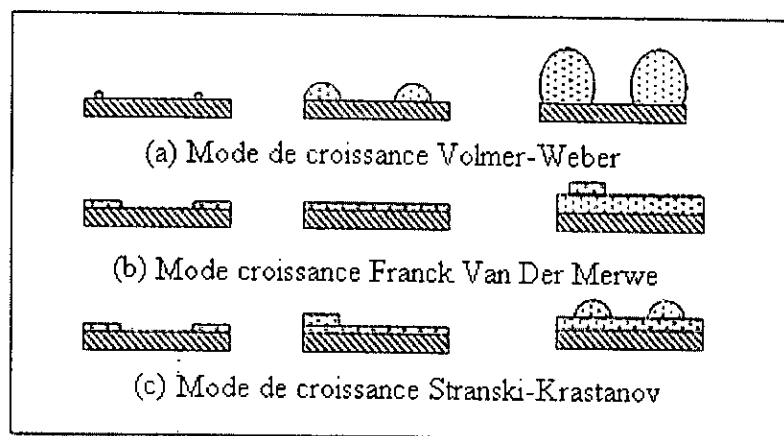 (a) Mode de croissance Volmer-Weber
(b) Mode croissance Franck Van Der Merwe
(c) Mode de croissance Stranski-Krastanov